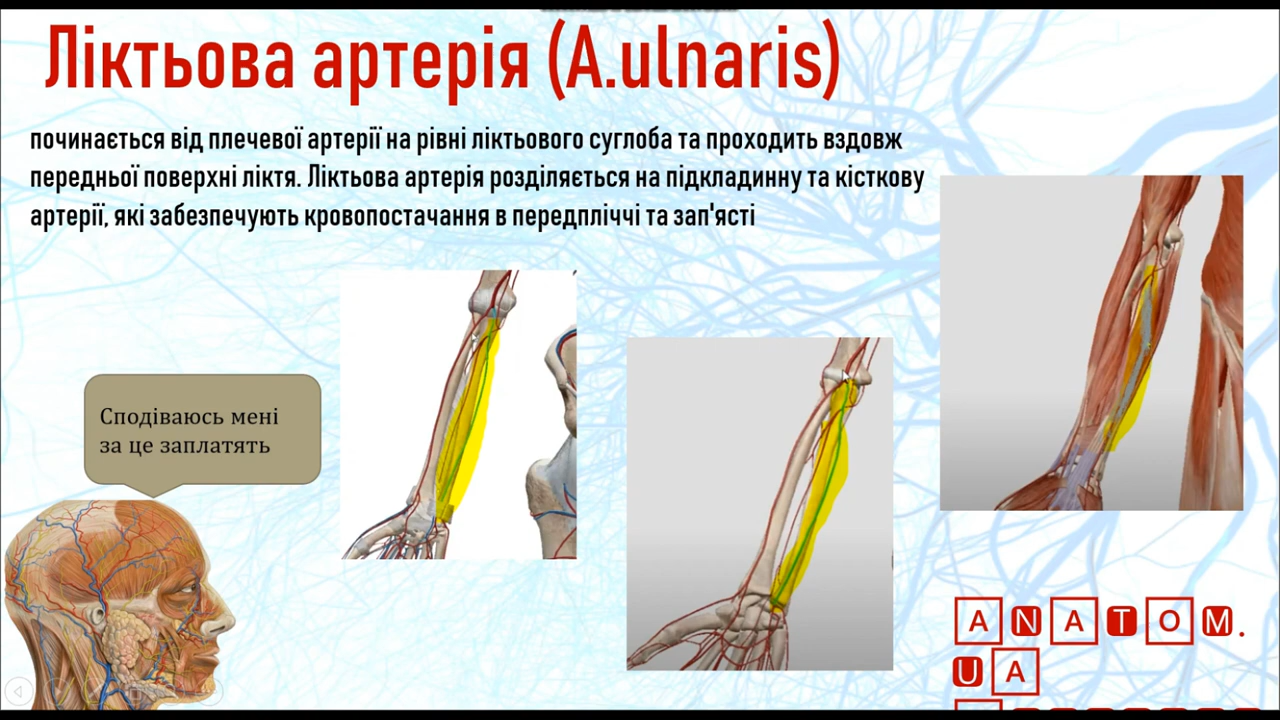 Ліктьова артерія (A.ulnaris)
починається від плечевої артерії на рівні ліктьового суглоба та проходить вздовж
передньої поверхні ліктя. Ліктьова артерія розділяється на підкладинну та кісткову
артерії, які забезпечують кровопостачання в передпліччі та зап'ясті
Сподіваюсь мені
за це заплатять
ANATOM.
UA